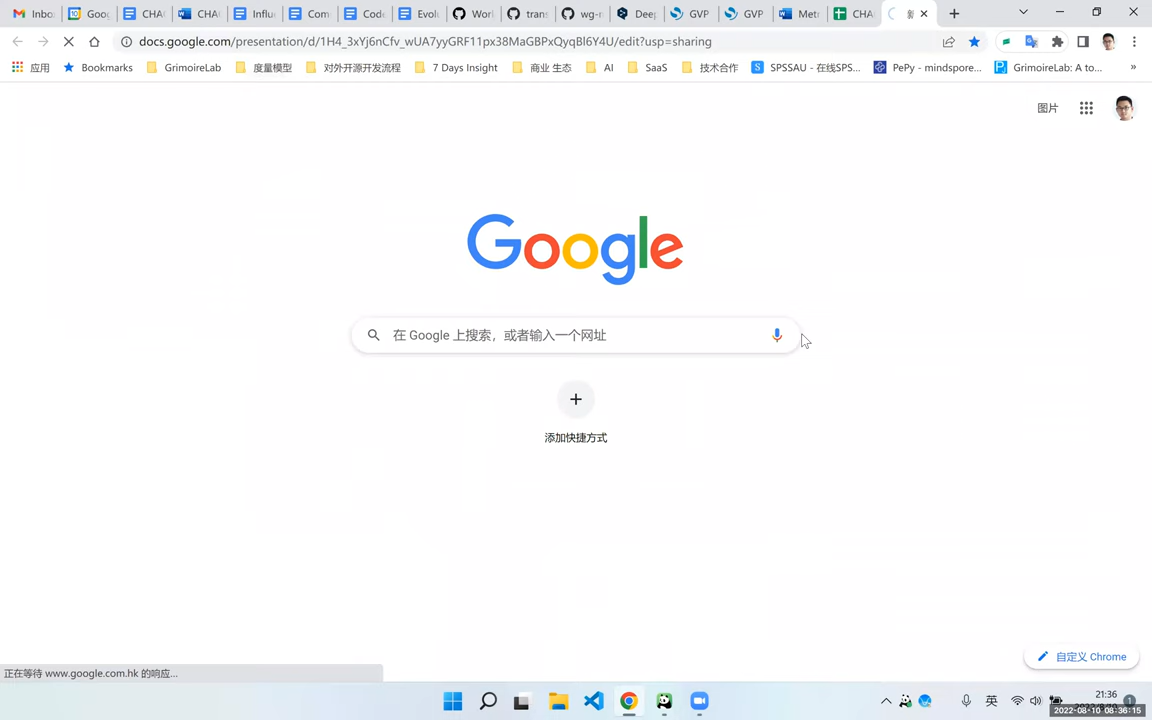 Inbo
Goog
CHA
CHA
Influ
Com
Code
Evol
Work
trans
wg-m
Deep
GVP
GVP
Metr
CHA
新
docs.google.com/presentation/d/1H4_3xYj6nCfv_wUA7yyGRF11px38MaGBPxQyqBl6Y4U/edit?usp=sharing
应用
Bookmarks
GrimoireLab
度量模型
对外开源开发流程
7 Days Insight
商业 生态
AI
SaaS
技术合作
SPSSAU - 在线SPS...
PePy - mindspore...
GrimoireLab: A to...
»
图片
Google
在 Google 上搜索，或者输入一个网址
添加快捷方式
自定义 Chrome
正在等待 www.google.com.hk 的响应...
英
21:36
2022-08-10 08:36:15